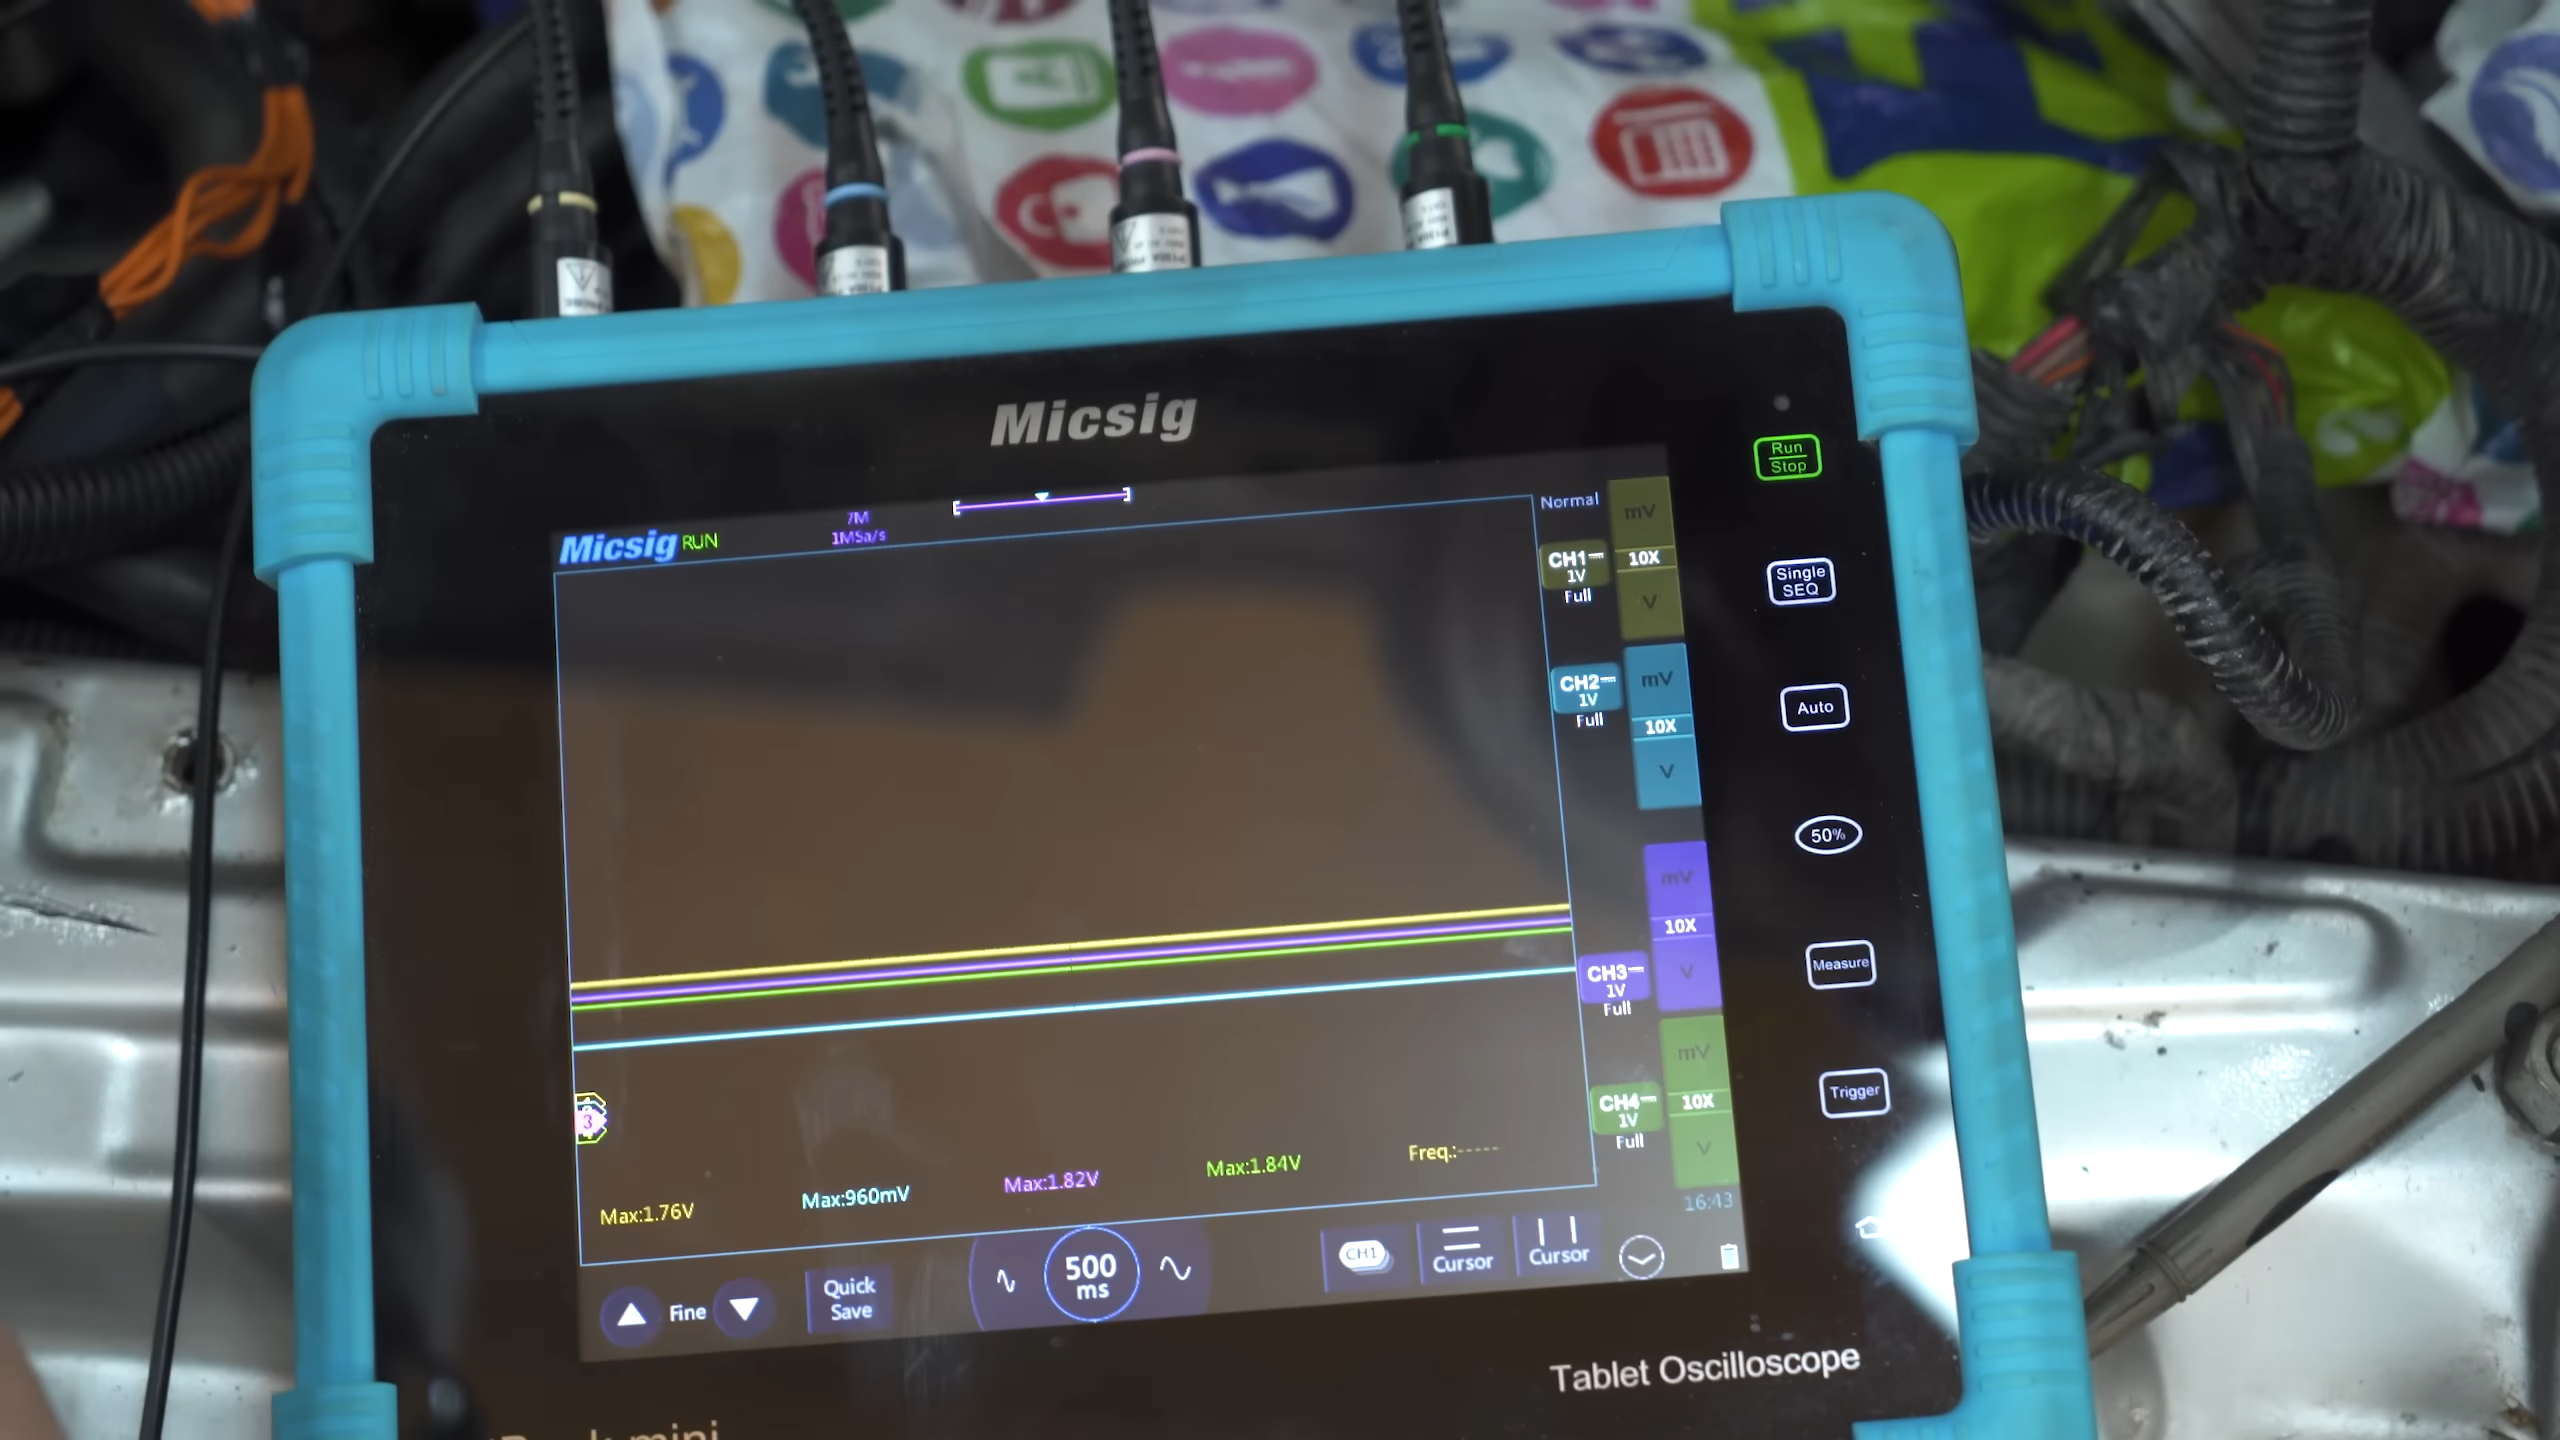 Micsig
Run
Stop
Micsig RUN
7M
1MSa/s
Normal
mV
CH1
1V
Full
10X
V
Single
SEQ
mV
CH2
1V
Full
10X
V
Auto
50%
mV
10X
CH3
1V
Full
V
Measure
mV
CH4
1V
Full
10X
V
Trigger
3
Max:1.76V
Max:960mV
Max:1.82V
Max:1.84V
Freq.:-----
16:43
Fine
Quick
Save
500
ms
CH1
Cursor
Cursor
Tablet Oscilloscope
mini